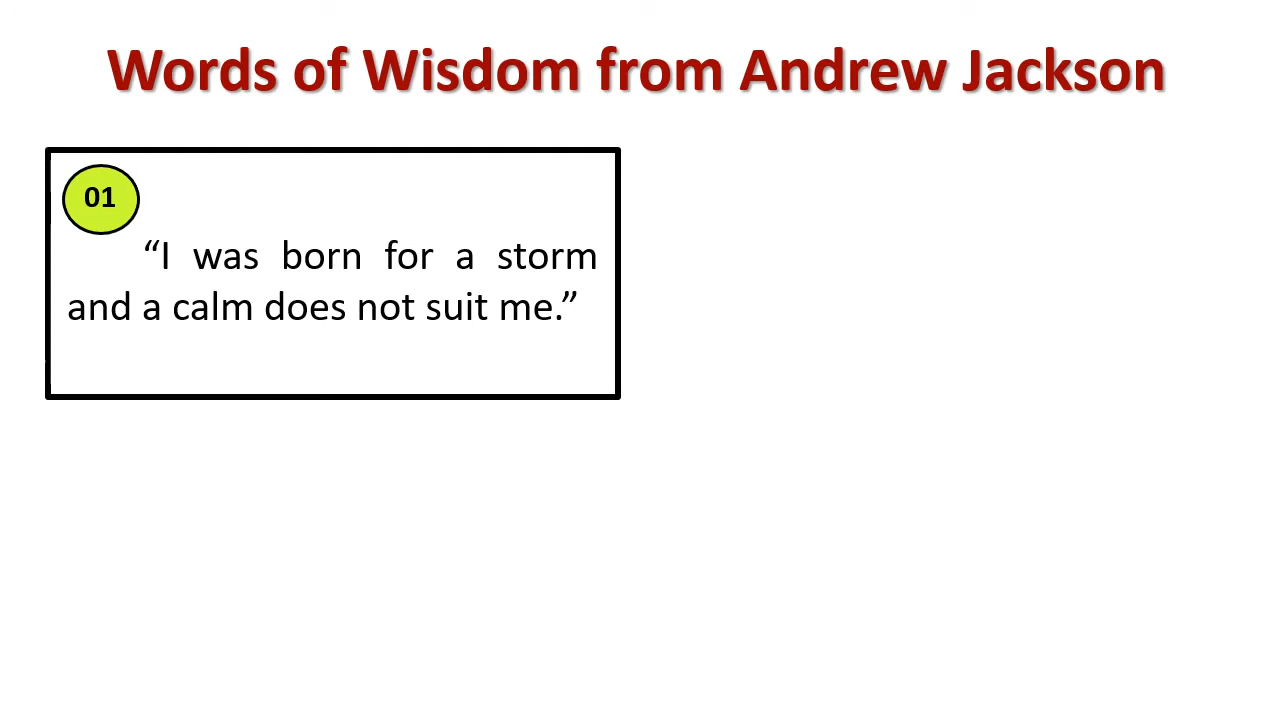 Words of Wisdom from Andrew Jackson
01
“I was born for a storm
and a calm does not suit me.”